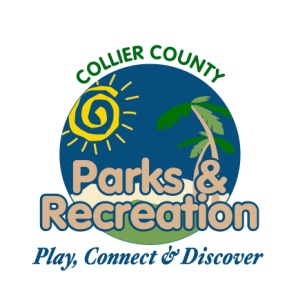 COLLIER COUNTY
Parks &
Recreation
Play, Connect & Discover